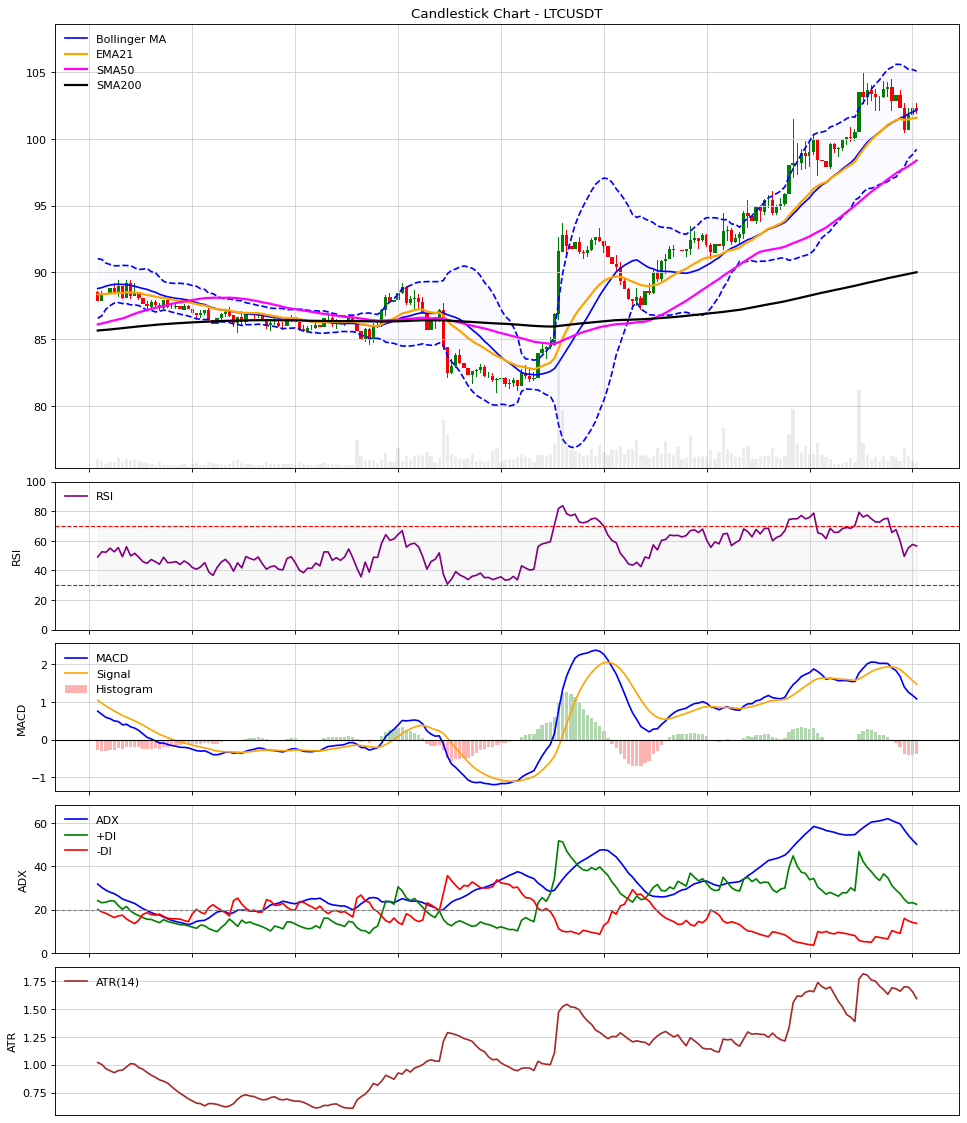 Candlestick Chart - LTCUSDT
Bollinger MA
EMA21
SMA50
SMA200
105
100
95
90
85
80
RSI
100
80
60
40
20
0
RSI
MACD
Signal
Histogram
2
1
0
−1
MACD
ADX
+DI
-DI
60
40
20
0
ADX
ATR(14)
1.75
1.50
1.25
1.00
0.75
ATR